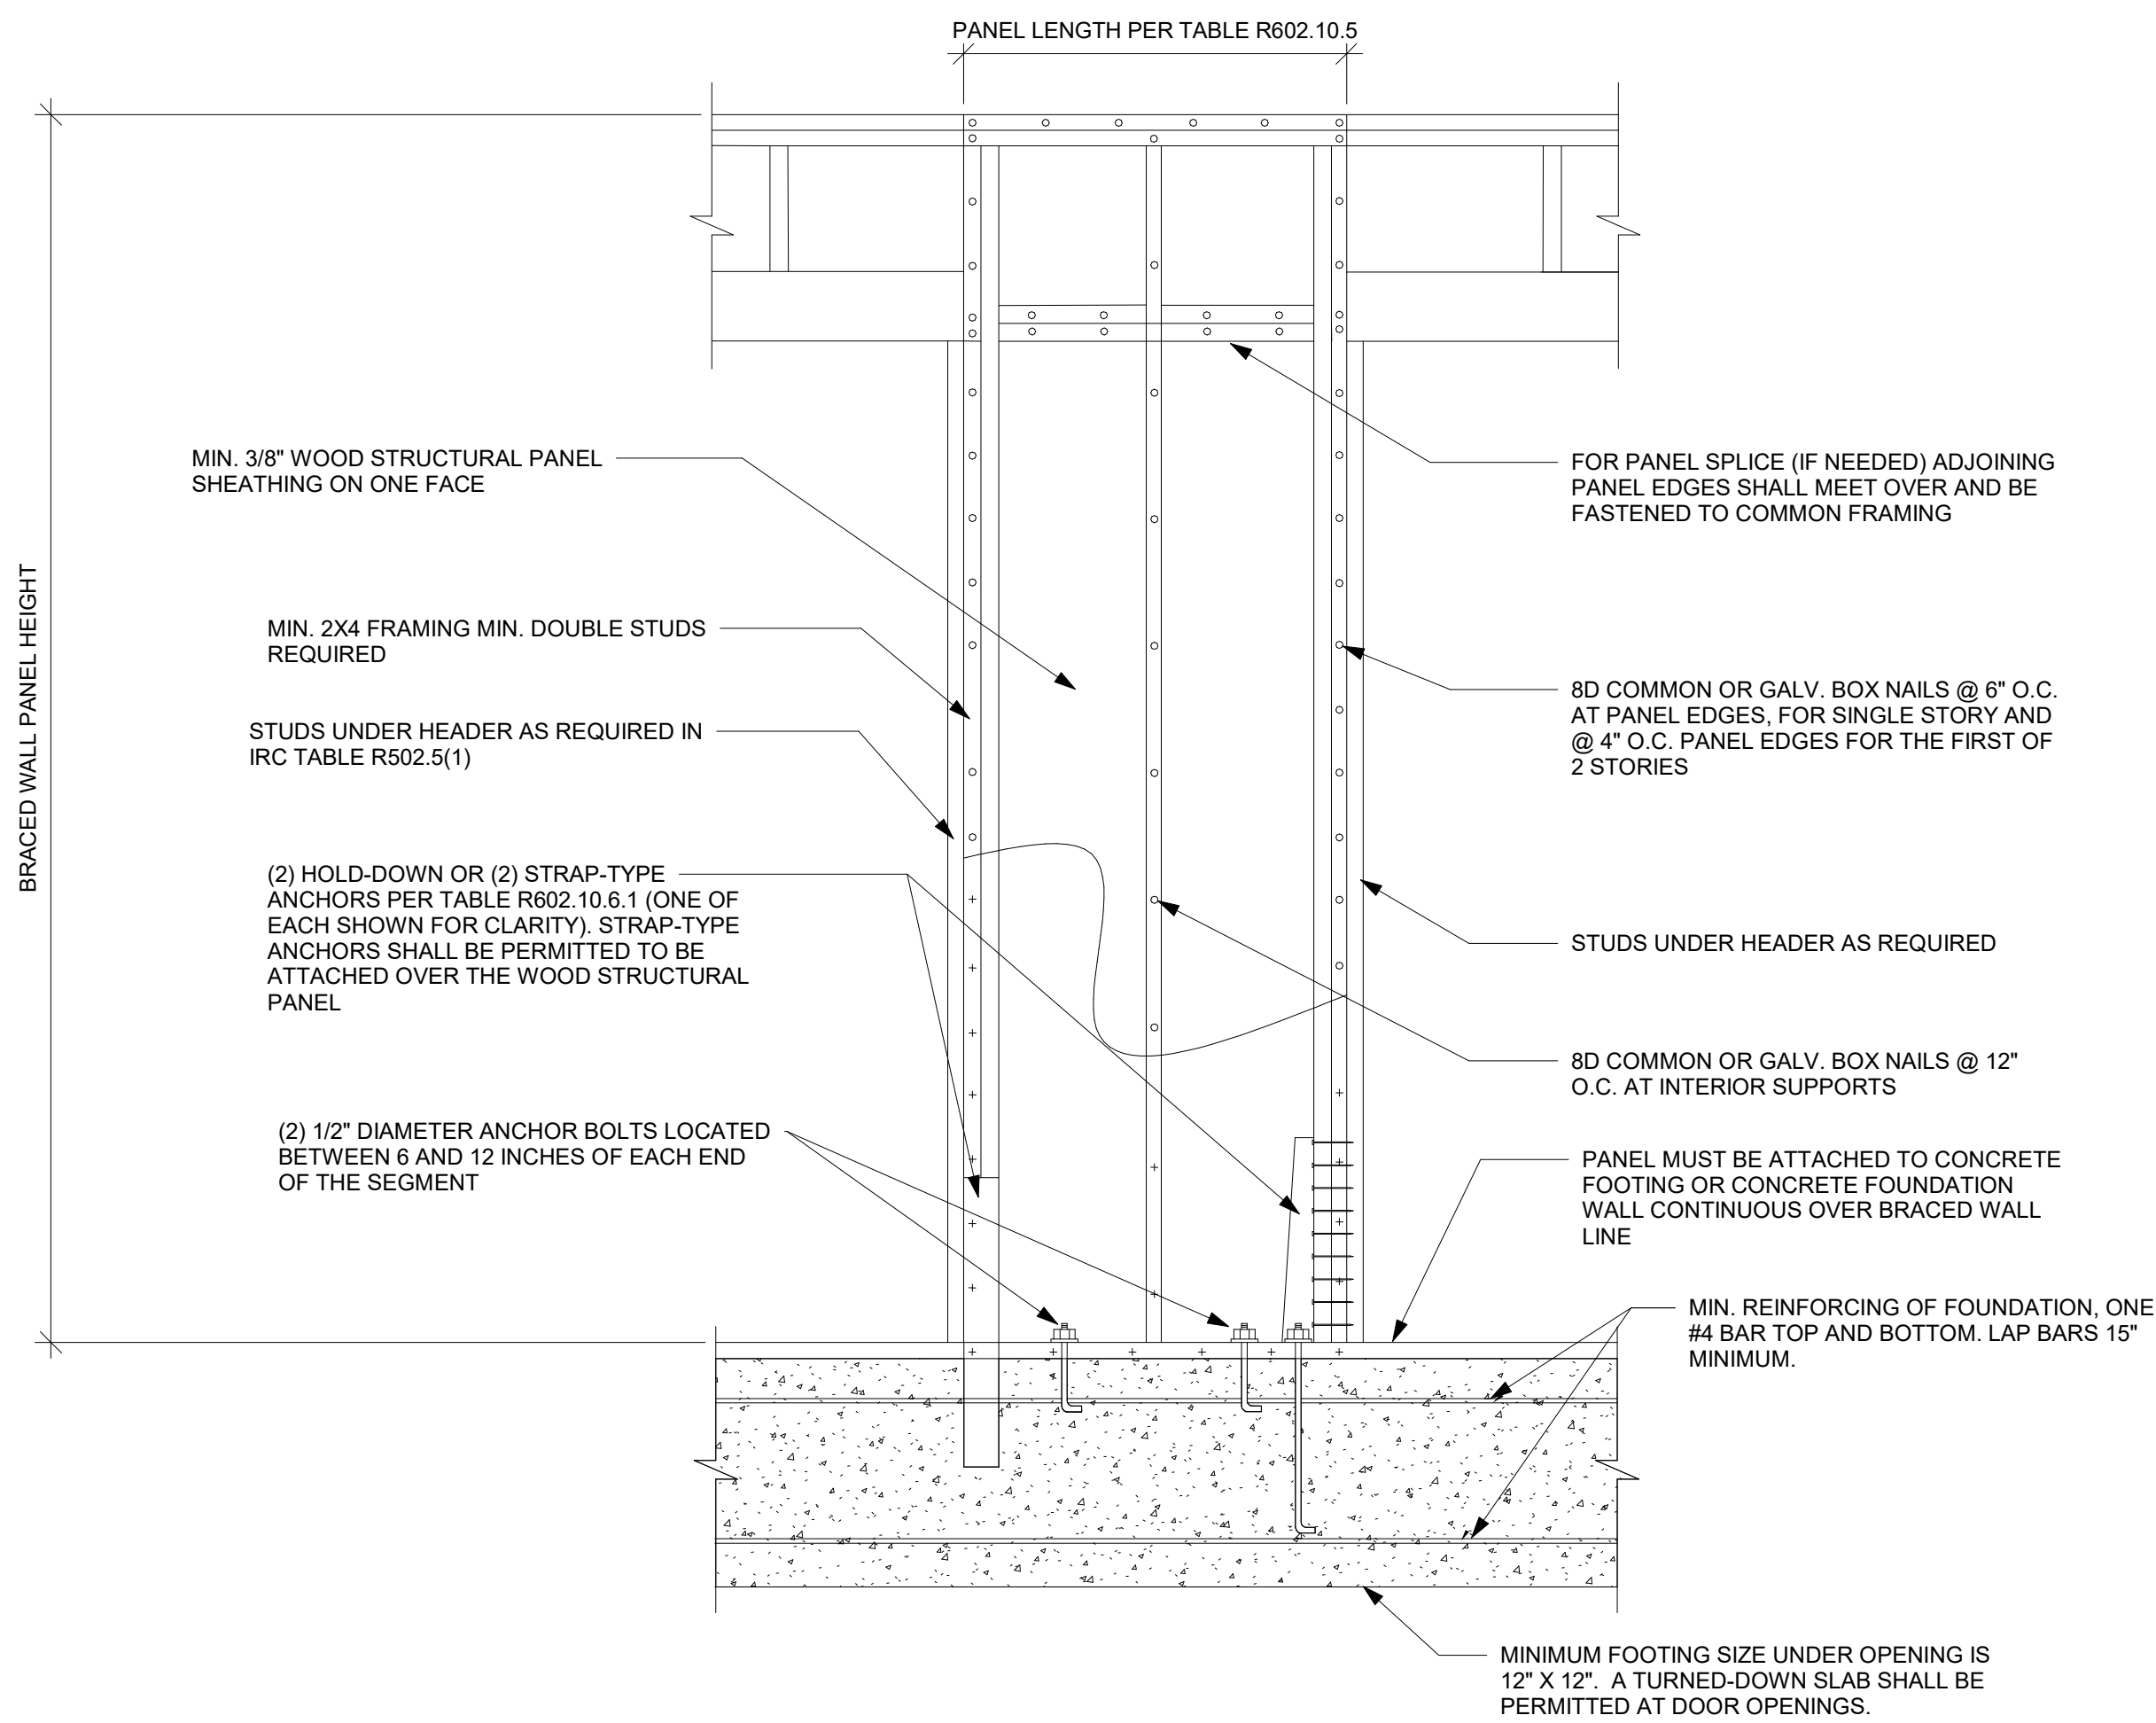 PANEL LENGTH PER TABLE R602.10.5
BRACED WALL PANEL HEIGHT
MIN. 3/8" WOOD STRUCTURAL PANEL
SHEATHING ON ONE FACE
MIN. 2X4 FRAMING MIN. DOUBLE STUDS
REQUIRED
STUDS UNDER HEADER AS REQUIRED IN
IRC TABLE R502.5(1)
(2) HOLD-DOWN OR (2) STRAP-TYPE
ANCHORS PER TABLE R602.10.6.1 (ONE OF
EACH SHOWN FOR CLARITY). STRAP-TYPE
ANCHORS SHALL BE PERMITTED TO BE
ATTACHED OVER THE WOOD STRUCTURAL
PANEL
(2) 1/2" DIAMETER ANCHOR BOLTS LOCATED
BETWEEN 6 AND 12 INCHES OF EACH END
OF THE SEGMENT
FOR PANEL SPLICE (IF NEEDED) ADJOINING
PANEL EDGES SHALL MEET OVER AND BE
FASTENED TO COMMON FRAMING
8D COMMON OR GALV. BOX NAILS @ 6" O.C.
AT PANEL EDGES, FOR SINGLE STORY AND
@ 4" O.C. PANEL EDGES FOR THE FIRST OF
2 STORIES
STUDS UNDER HEADER AS REQUIRED
8D COMMON OR GALV. BOX NAILS @ 12"
O.C. AT INTERIOR SUPPORTS
PANEL MUST BE ATTACHED TO CONCRETE
FOOTING OR CONCRETE FOUNDATION
WALL CONTINUOUS OVER BRACED WALL
LINE
MIN. REINFORCING OF FOUNDATION, ONE
#4 BAR TOP AND BOTTOM. LAP BARS 15"
MINIMUM.
MINIMUM FOOTING SIZE UNDER OPENING IS
12" X 12".  A TURNED-DOWN SLAB SHALL BE
PERMITTED AT DOOR OPENINGS.